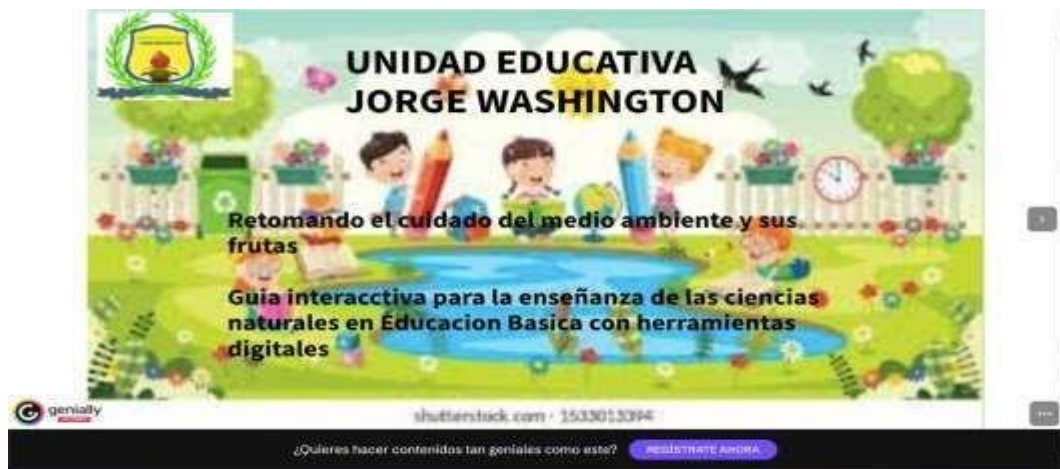 UNIDAD EDUCATIVA
JORGE WASHINGTON
Retomando el cuidado del medio ambiente y sus
frutas
Guia interacctiva para la enseñanza de las ciencias
naturales en Educacion Basica con herramientas
digitales
genially
shutterstock.com · 1533013394
¿Quieres hacer contenidos tan geniales como este?
REGÍSTRATE AHORA